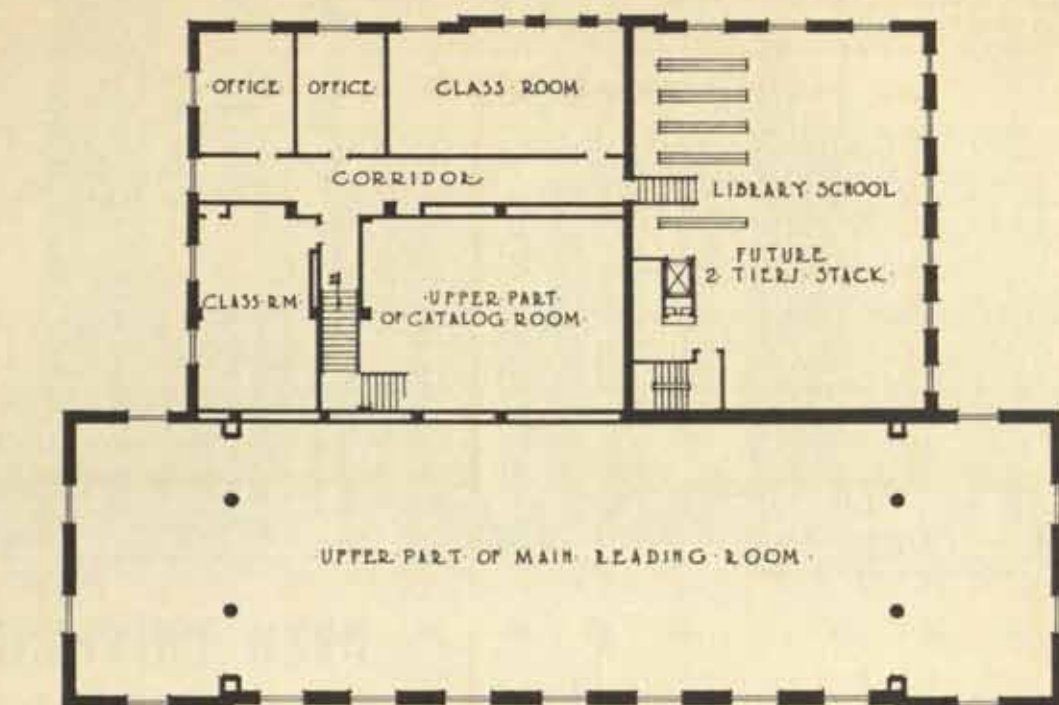 ·OFFICE·
OFFICE·
CLASS·ROOM·
·CORRIDOR·
·LIBRARY SCHOOL
·FUTURE·
2·TIERS·STACK·
·CLASS·RM·
·UPPER·PART·
OF·CATALOG·ROOM·
·UPPER·PART·OF·MAIN·READING·ROOM·